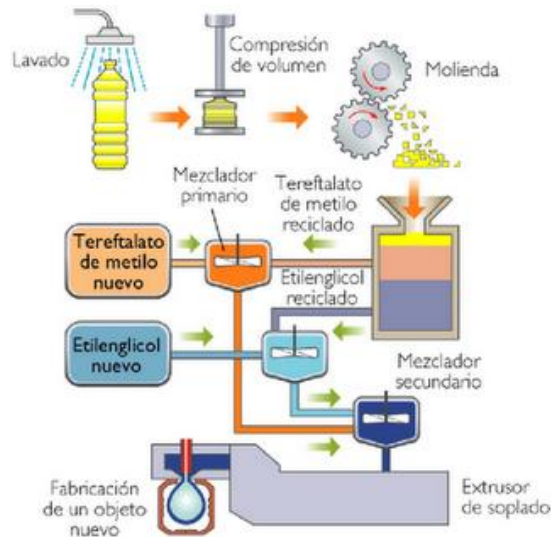 Lavado
Compresión
de volumen
Molienda
Mezclador
primario
Tereftalato
de metilo
reciclado
Tereftalato
de metilo
nuevo
Etilenglicol
reciclado
Etilenglicol
nuevo
Mezclador
secundario
Fabricación
de un objeto
nuevo
Extrusor
de soplado